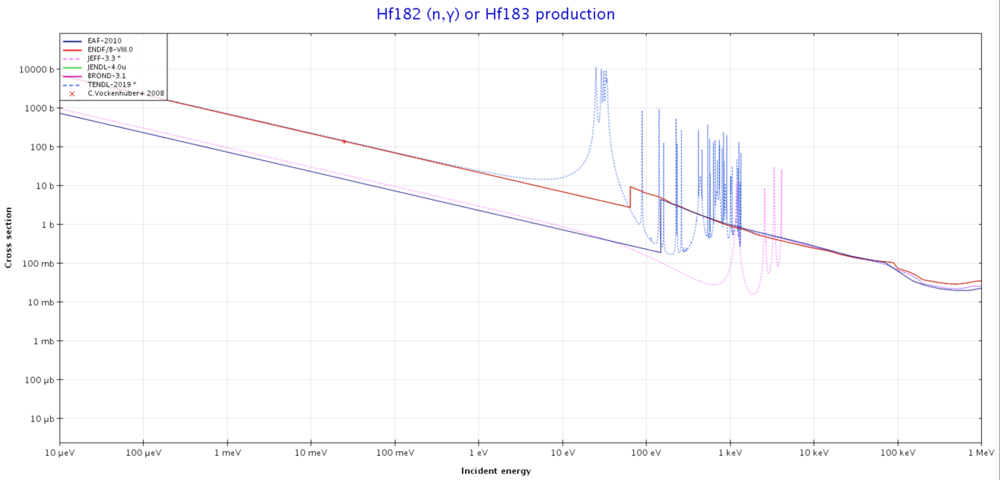 Hf182 (n,γ) or Hf183 production
EAF-2010
ENDF/B-VIII.0
JEFF-3.3 *
JENDL-4.0u
BROND-3.1
TENDL-2019 *
C.Vockenhuber+ 2008
10000 b
1000 b
100 b
10 b
1 b
100 mb
10 mb
1 mb
100 µb
10 µb
Cross section
10 µeV 100 µeV 1 meV 10 meV 100 meV 1 eV 10 eV 100 eV 1 keV 10 keV 100 keV 1 MeV
Incident energy